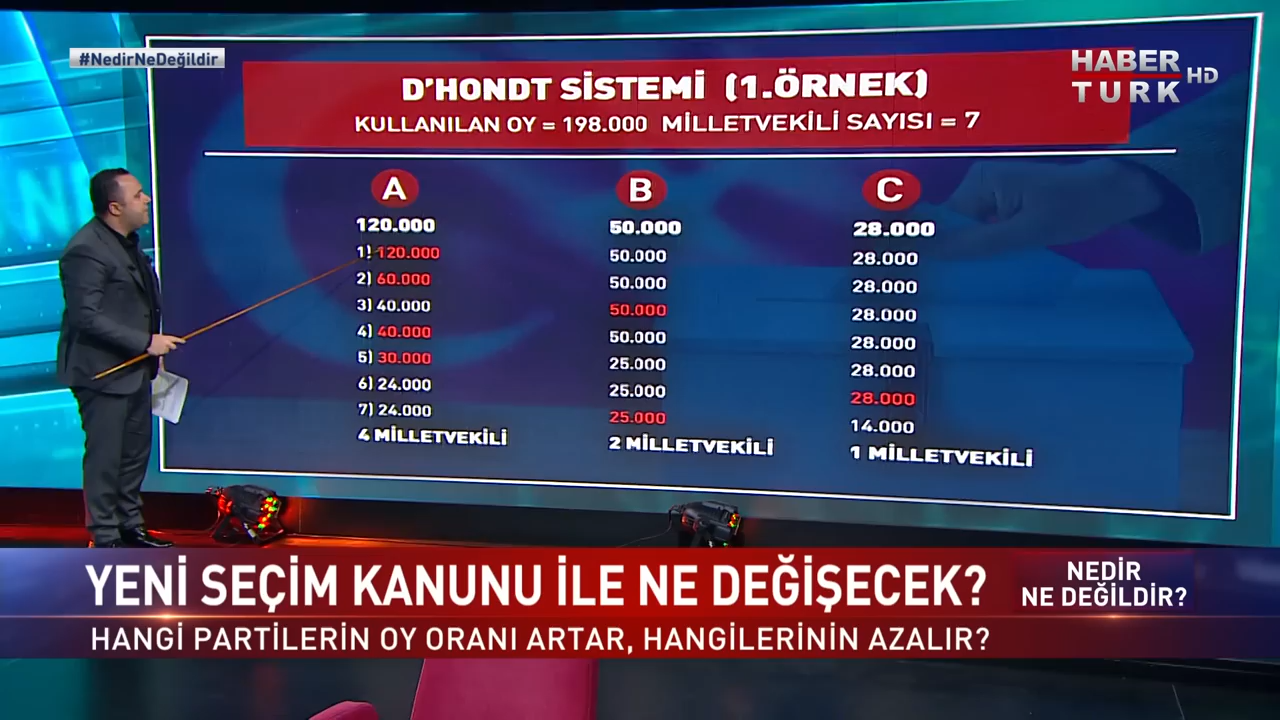 #NedirNeDeğildir
HABER
TURK HD
D'HONDT SİSTEMİ (1.ÖRNEK)
KULLANILAN OY = 198.000 MİLLETVEKİLİ SAYISI = 7
A
120.000
1) 120.000
2) 60.000
3) 40.000
4) 40.000
5) 30.000
6) 24.000
7) 24.000
4 MİLLETVEKİLİ
B
50.000
50.000
50.000
50.000
50.000
25.000
25.000
25.000
2 MİLLETVEKİLİ
C
28.000
28.000
28.000
28.000
28.000
28.000
28.000
14.000
1 MİLLETVEKİLİ
YENİ SEÇİM KANUNU İLE NE DEĞİŞECEK?
HANGİ PARTİLERİN OY ORANI ARTAR, HANGİLERİNİN AZALIR?
NEDİR
NE DEĞİLDİR?